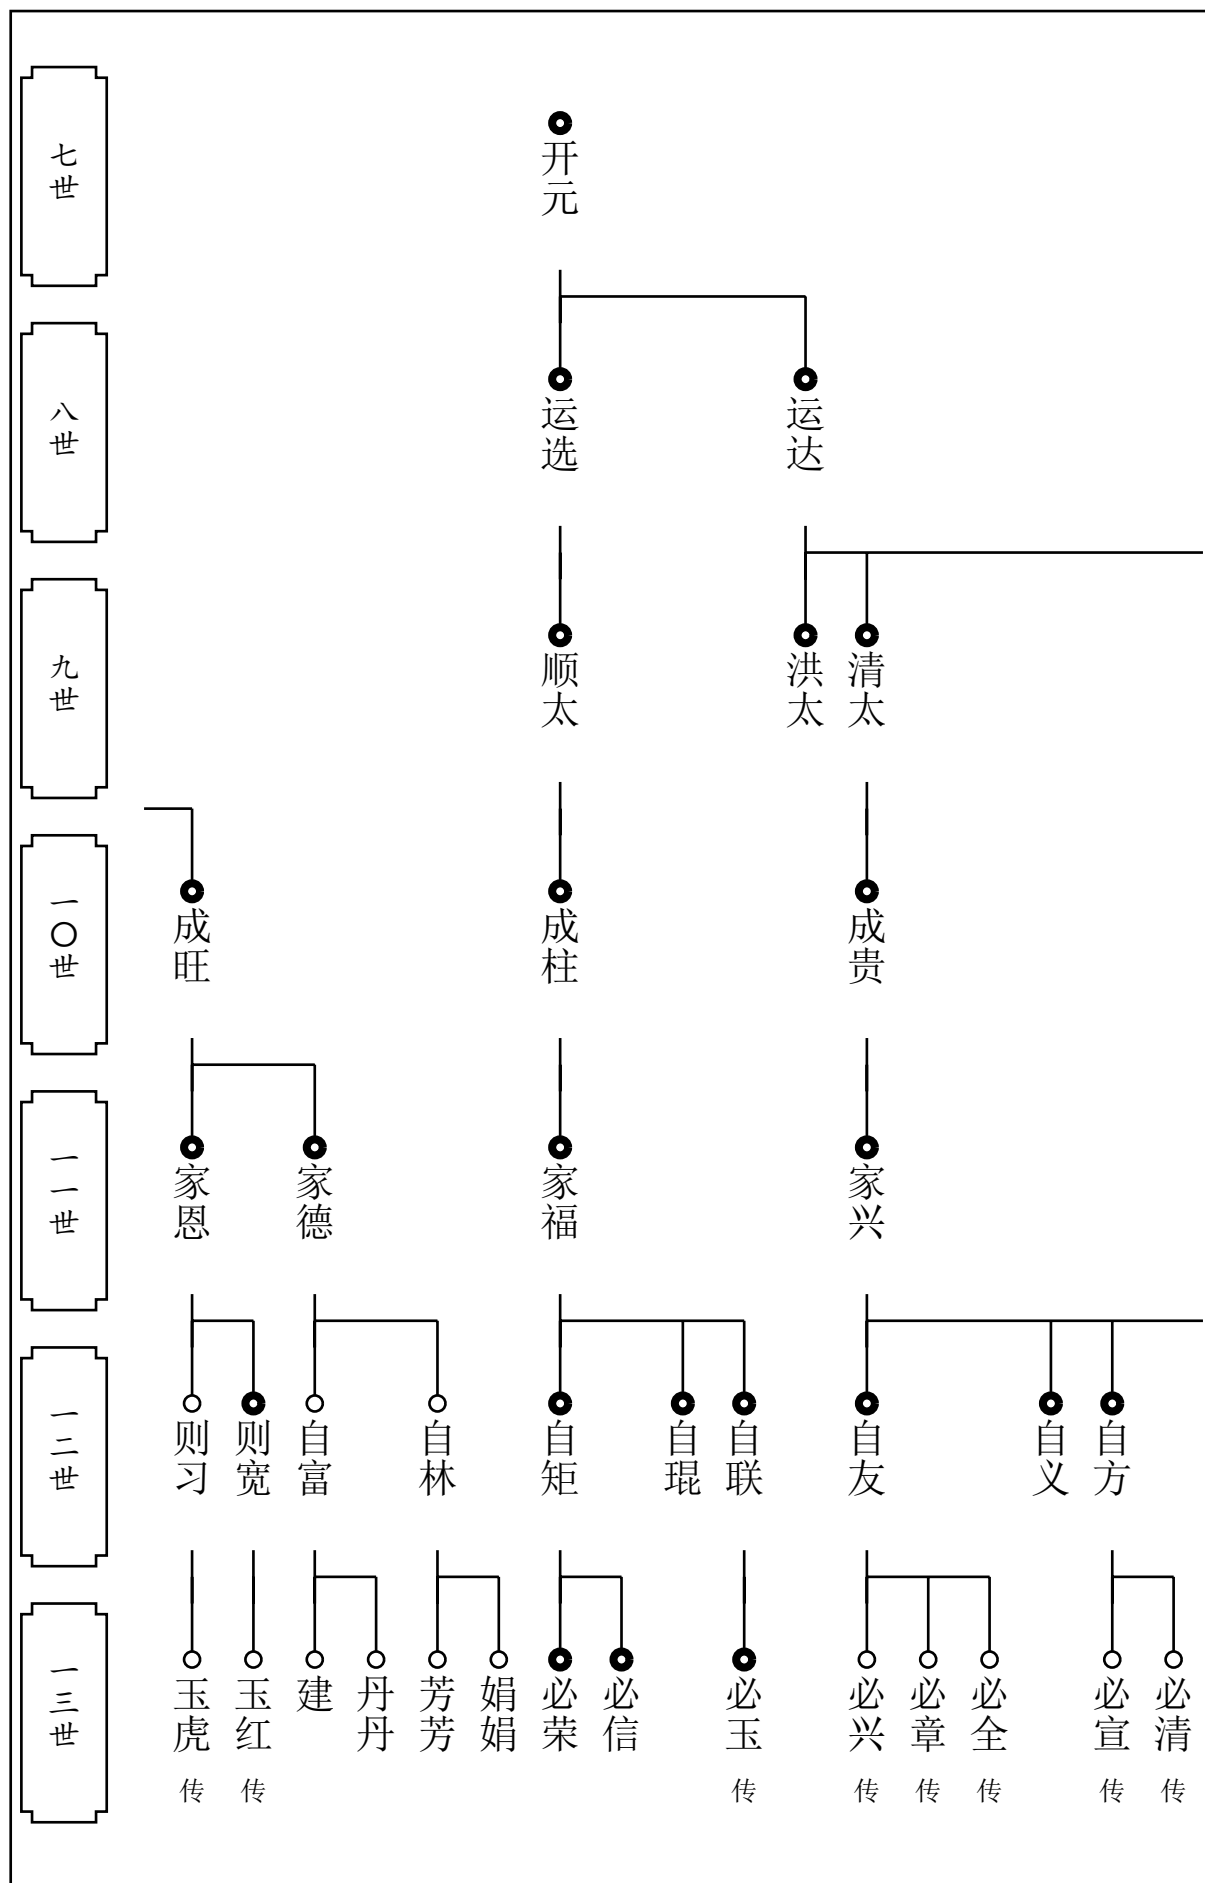 七世
开元
八世
运选
运达
九世
顺太
洪太
清太
一〇世
成旺
成柱
成贵
一一世
家恩
家德
家福
家兴
一二世
则习
则宽
自富
自林
自矩
自琨
自联
自友
自义
自方
一三世
玉虎
传
玉红
传
建
丹丹
芳芳
娟娟
必荣
必信
必玉
传
必兴
传
必章
传
必全
传
必宣
传
必清
传